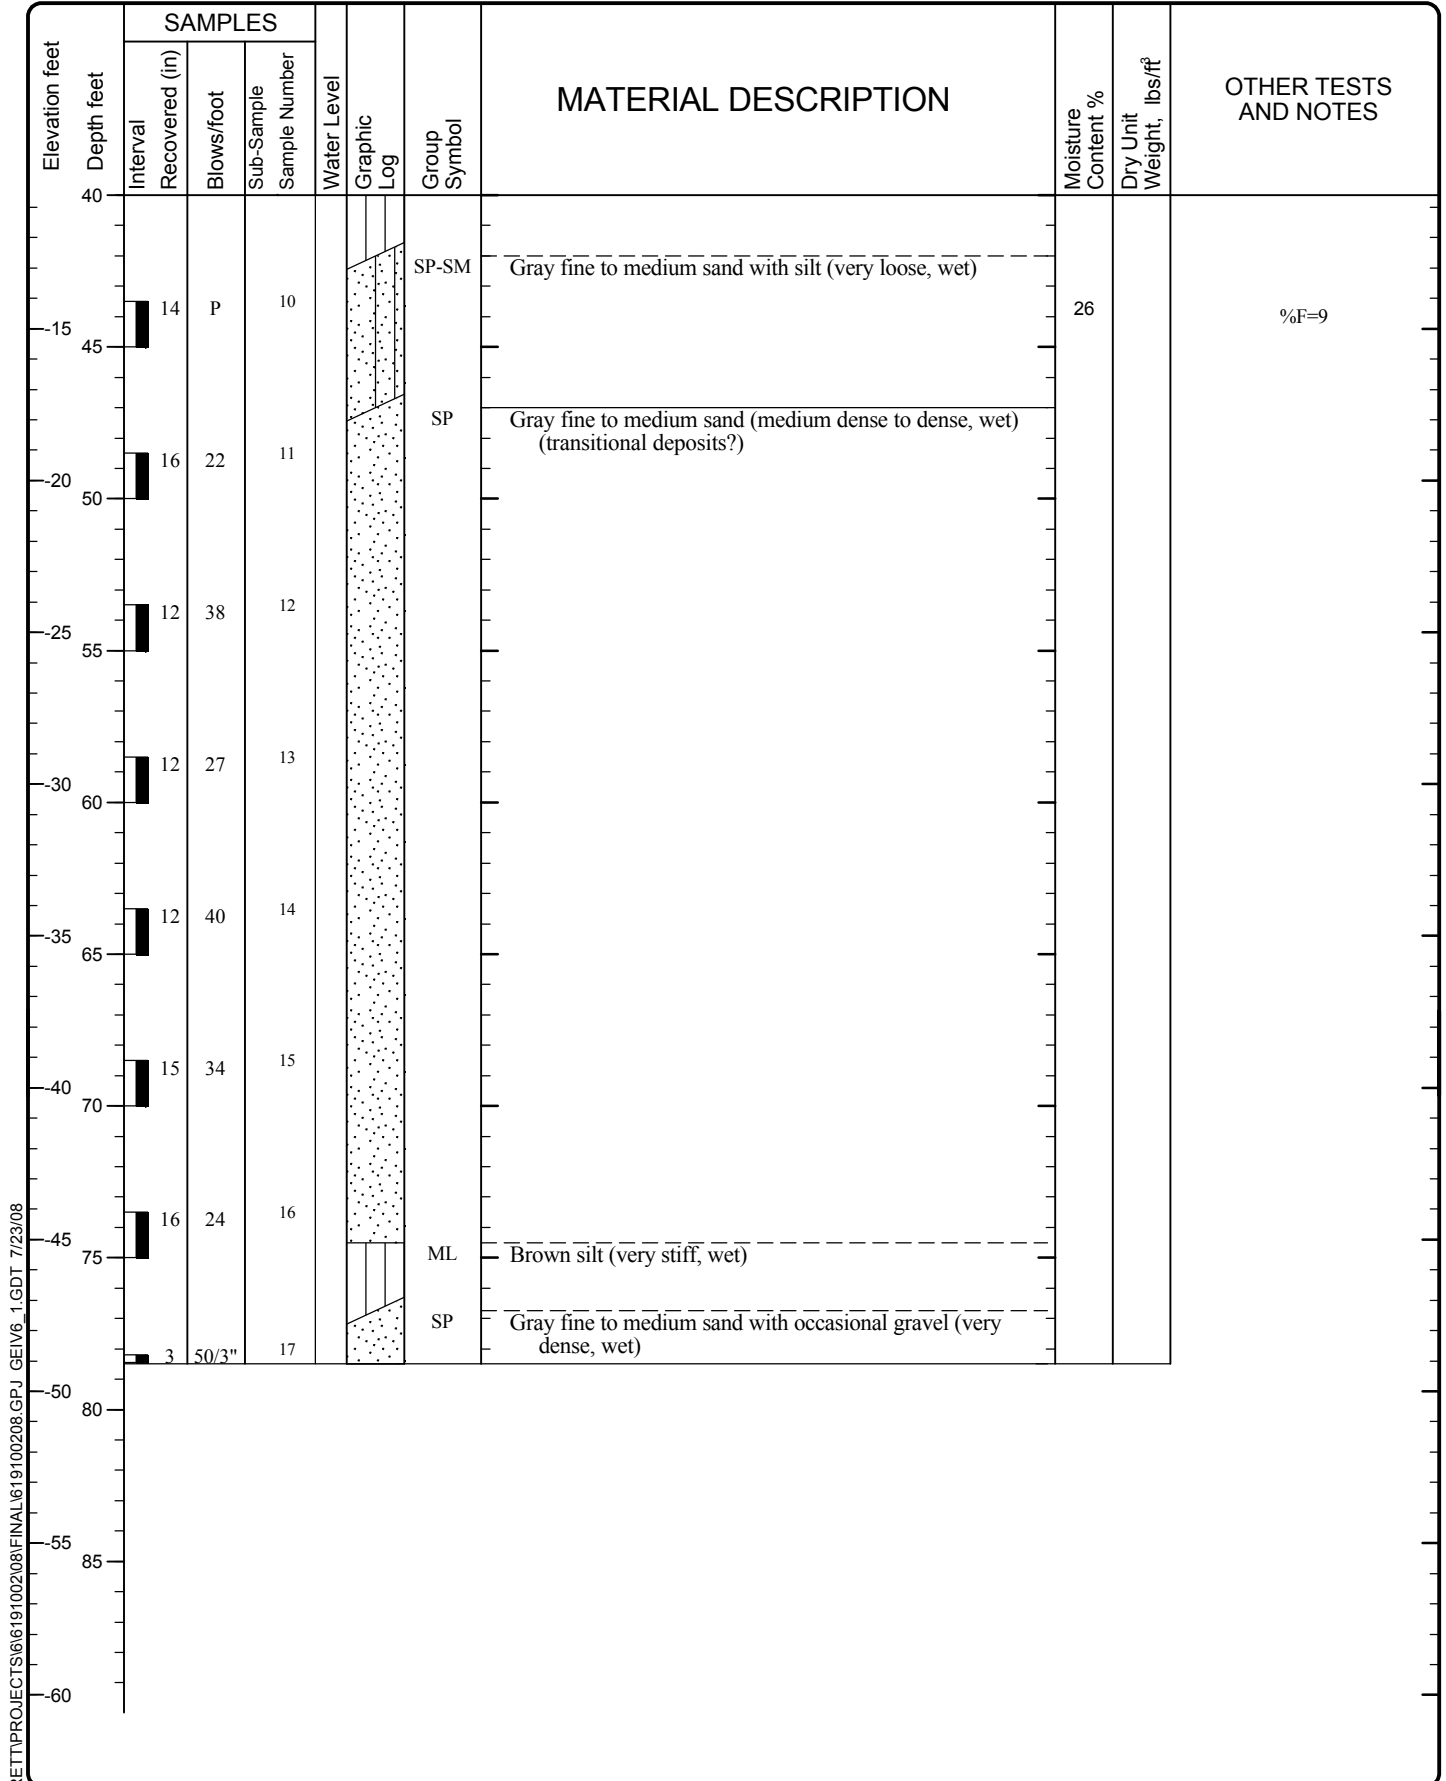 SAMPLES
Elevation feet
Depth feet
Interval
Recovered (in)
Blows/foot
Sub-Sample
Sample Number
Water Level
Graphic
Log
Group
Symbol
MATERIAL DESCRIPTION
Moisture
Content %
Dry Unit
Weight, lbs/ft³
OTHER TESTS
AND NOTES
40
SP-SM Gray fine to medium sand with silt (very loose, wet)
14 P 10 26 %F=9
-15
45
SP Gray fine to medium sand (medium dense to dense, wet)
(transitional deposits?)
16 22 11
-20
50
12 38 12
-25
55
12 27 13
-30
60
12 40 14
-35
65
15 34 15
-40
70
16 24 16
-45
75
ML Brown silt (very stiff, wet)
SP Gray fine to medium sand with occasional gravel (very
dense, wet)
3 50/3" 17
-50
80
-55
85
-60
RETT\PROJECTS\6\6191002\08\FINAL\619100208.GPJ GEIV6_1.GDT 7/23/08